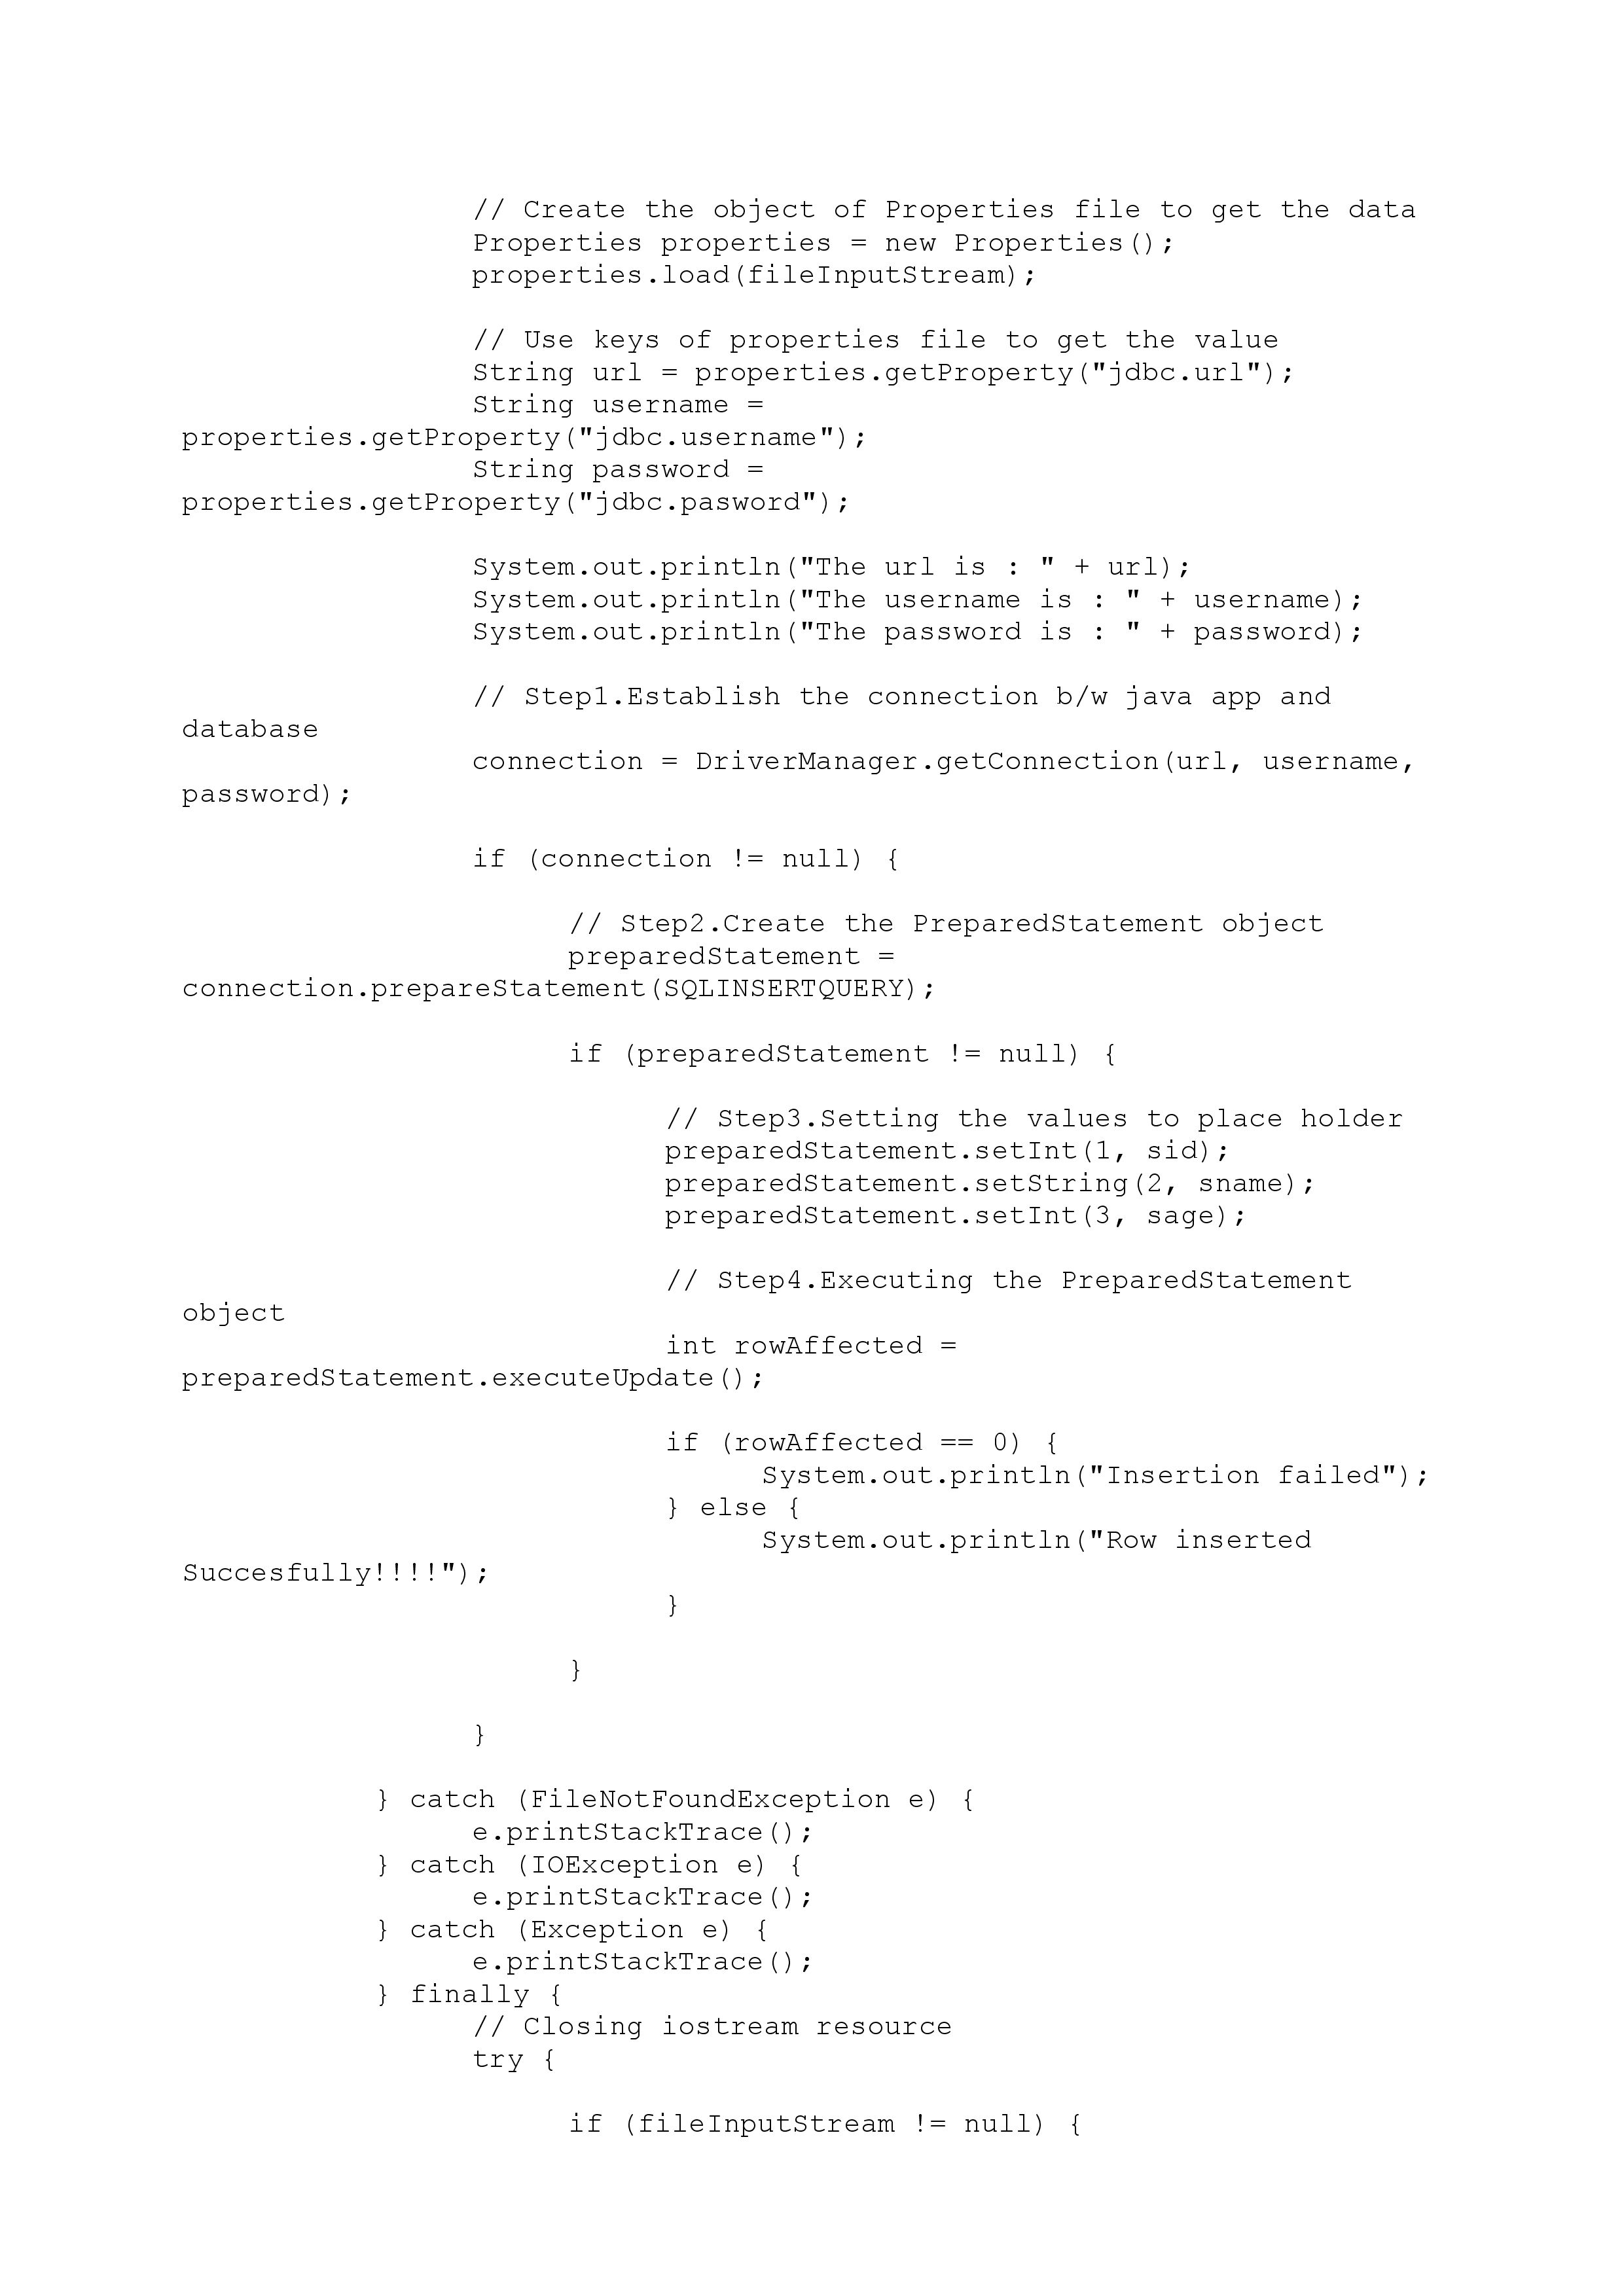 // Create the object of Properties file to get the data
Properties properties = new Properties();
properties.load(fileInputStream);
// Use keys of properties file to get the value
String url = properties.getProperty("jdbc.url");
String username =
properties.getProperty("jdbc.username");
String password =
properties.getProperty("jdbc.pasword");
System.out.println("The url is : " + url);
System.out.println("The username is : " + username);
System.out.println("The password is : " + password);
// Step1.Establish the connection b/w java app and
database
connection = DriverManager.getConnection(url, username,
password);
if (connection != null) {
// Step2.Create the PreparedStatement object
preparedStatement =
connection.prepareStatement(SQLINSERTQUERY);
if (preparedStatement != null) {
// Step3.Setting the values to place holder
preparedStatement.setInt(1, sid);
preparedStatement.setString(2, sname);
preparedStatement.setInt(3, sage);
// Step4.Executing the PreparedStatement
object
int rowAffected =
preparedStatement.executeUpdate();
if (rowAffected == 0) {
System.out.println("Insertion failed");
} else {
System.out.println("Row inserted
Succesfully!!!!");
}
}
}
} catch (FileNotFoundException e) {
e.printStackTrace();
} catch (IOException e) {
e.printStackTrace();
} catch (Exception e) {
e.printStackTrace();
} finally {
// Closing iostream resource
try {
if (fileInputStream != null) {